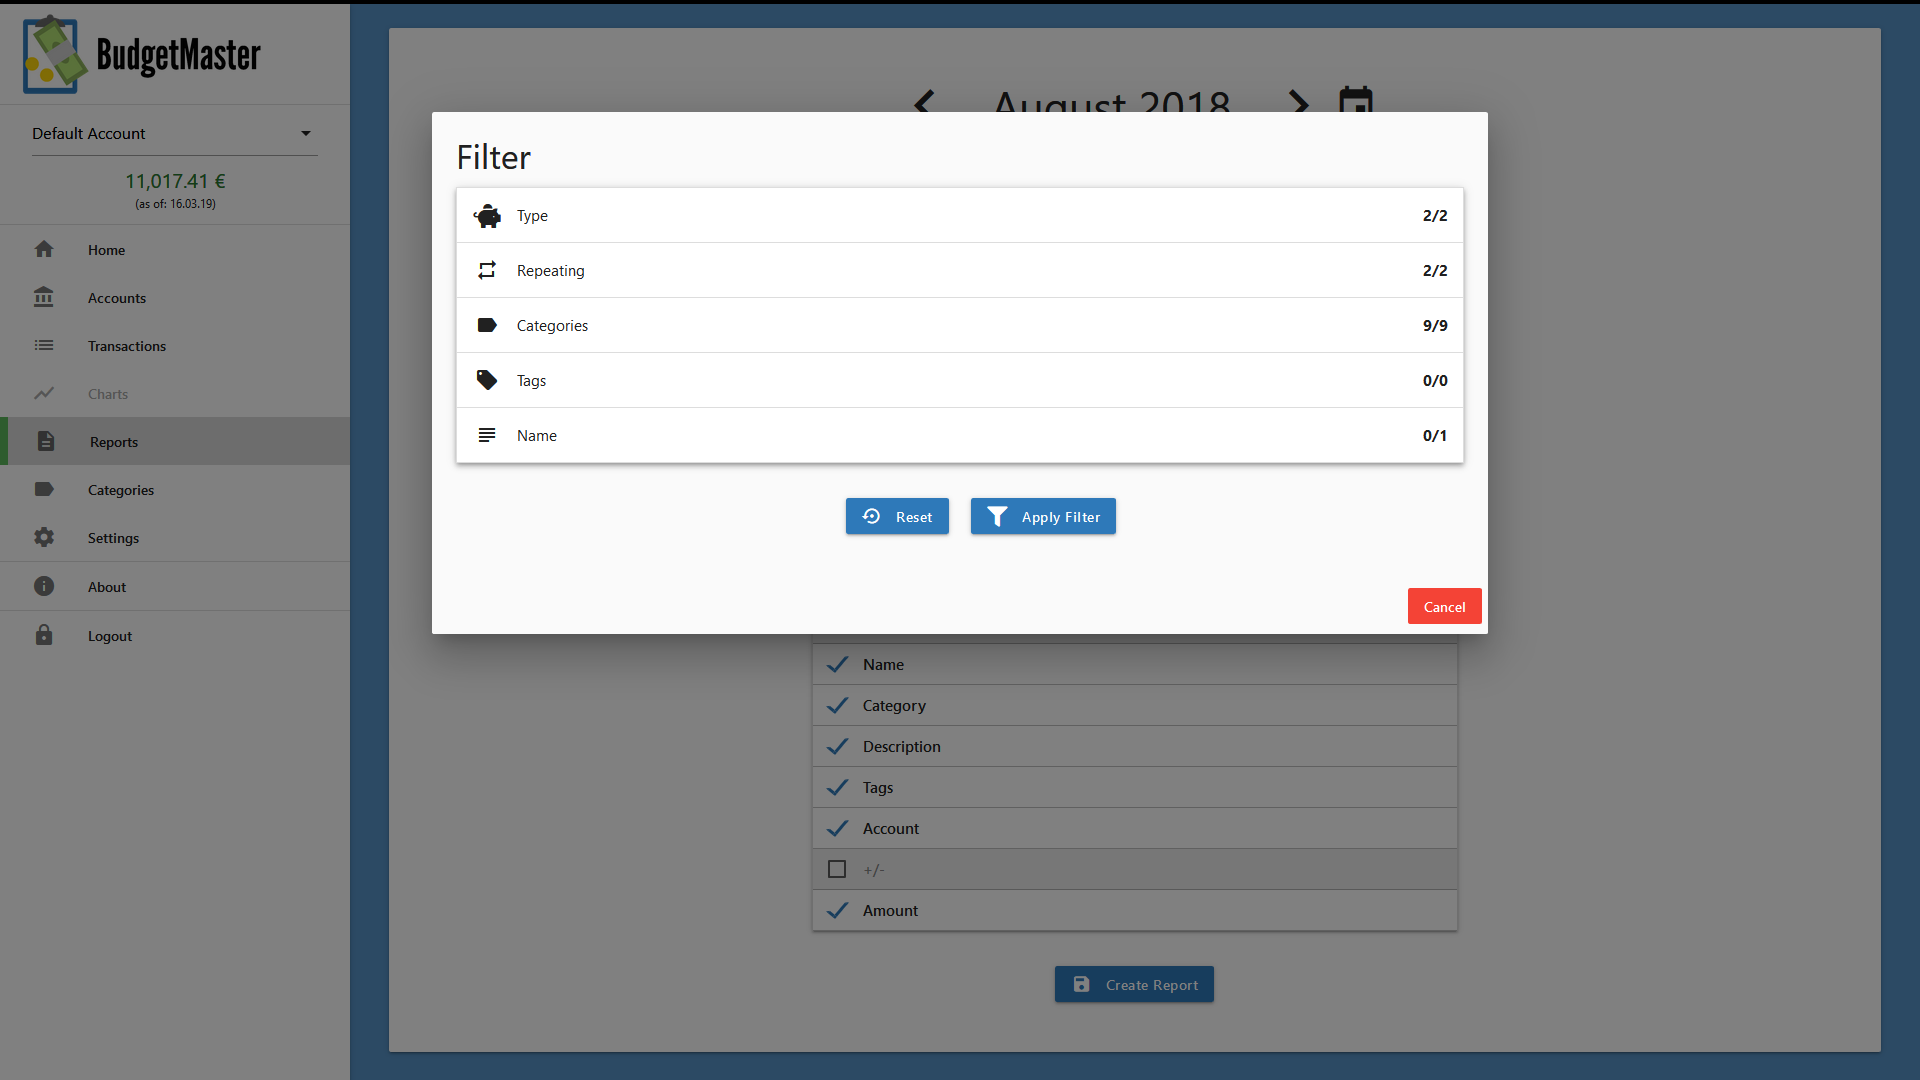 BudgetMaster
Default Account
11,017.41 €
(as of: 16.03.19)
Home
Accounts
Transactions
Charts
Reports
Categories
Settings
About
Logout
August 2018
Filter
Type 2/2
Repeating 2/2
Categories 9/9
Tags 0/0
Name 0/1
Reset Apply Filter
Cancel
Name
Category
Description
Tags
Account
+/-
Amount
Create Report